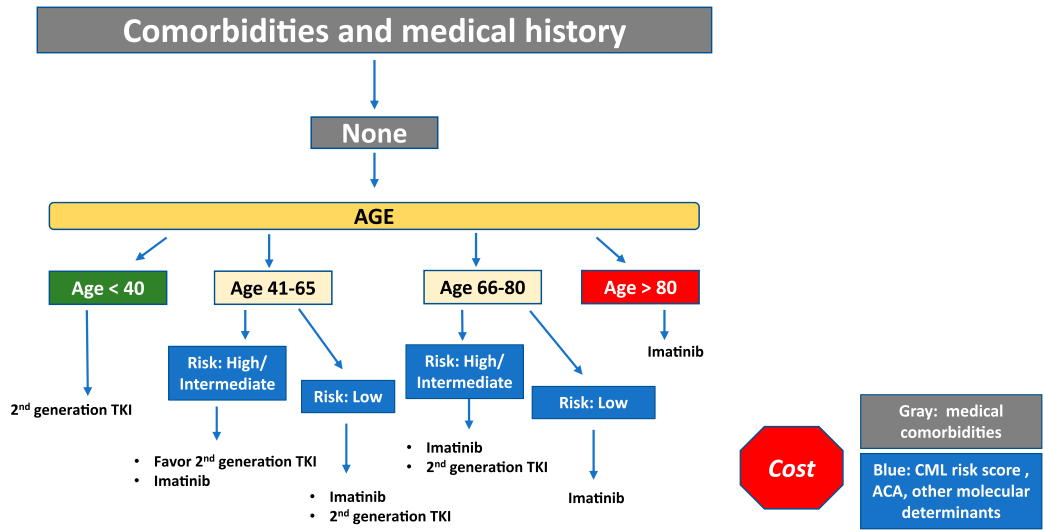 Comorbidities and medical history
None
AGE
Age < 40
Age 41-65
Age 66-80
Age > 80
Risk: High/
Intermediate
Risk: Low
Risk: High/
Intermediate
Risk: Low
Imatinib
2nd generation TKI
• Favor 2nd generation TKI
• Imatinib
• Imatinib
• 2nd generation TKI
• Imatinib
• 2nd generation TKI
Imatinib
Cost
Gray: medical
comorbidities
Blue: CML risk score ,
ACA, other molecular
determinants